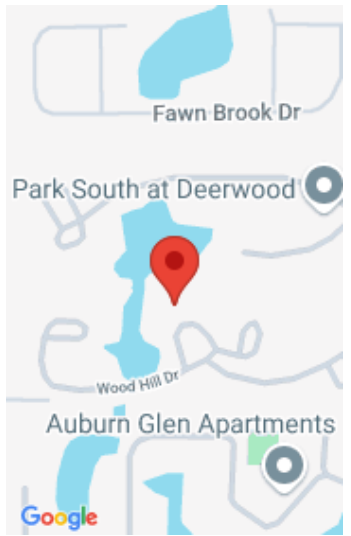 Fawn Brook Dr
Park South at Deerwood
Wood Hill Dr
Auburn Glen Apartments
Google